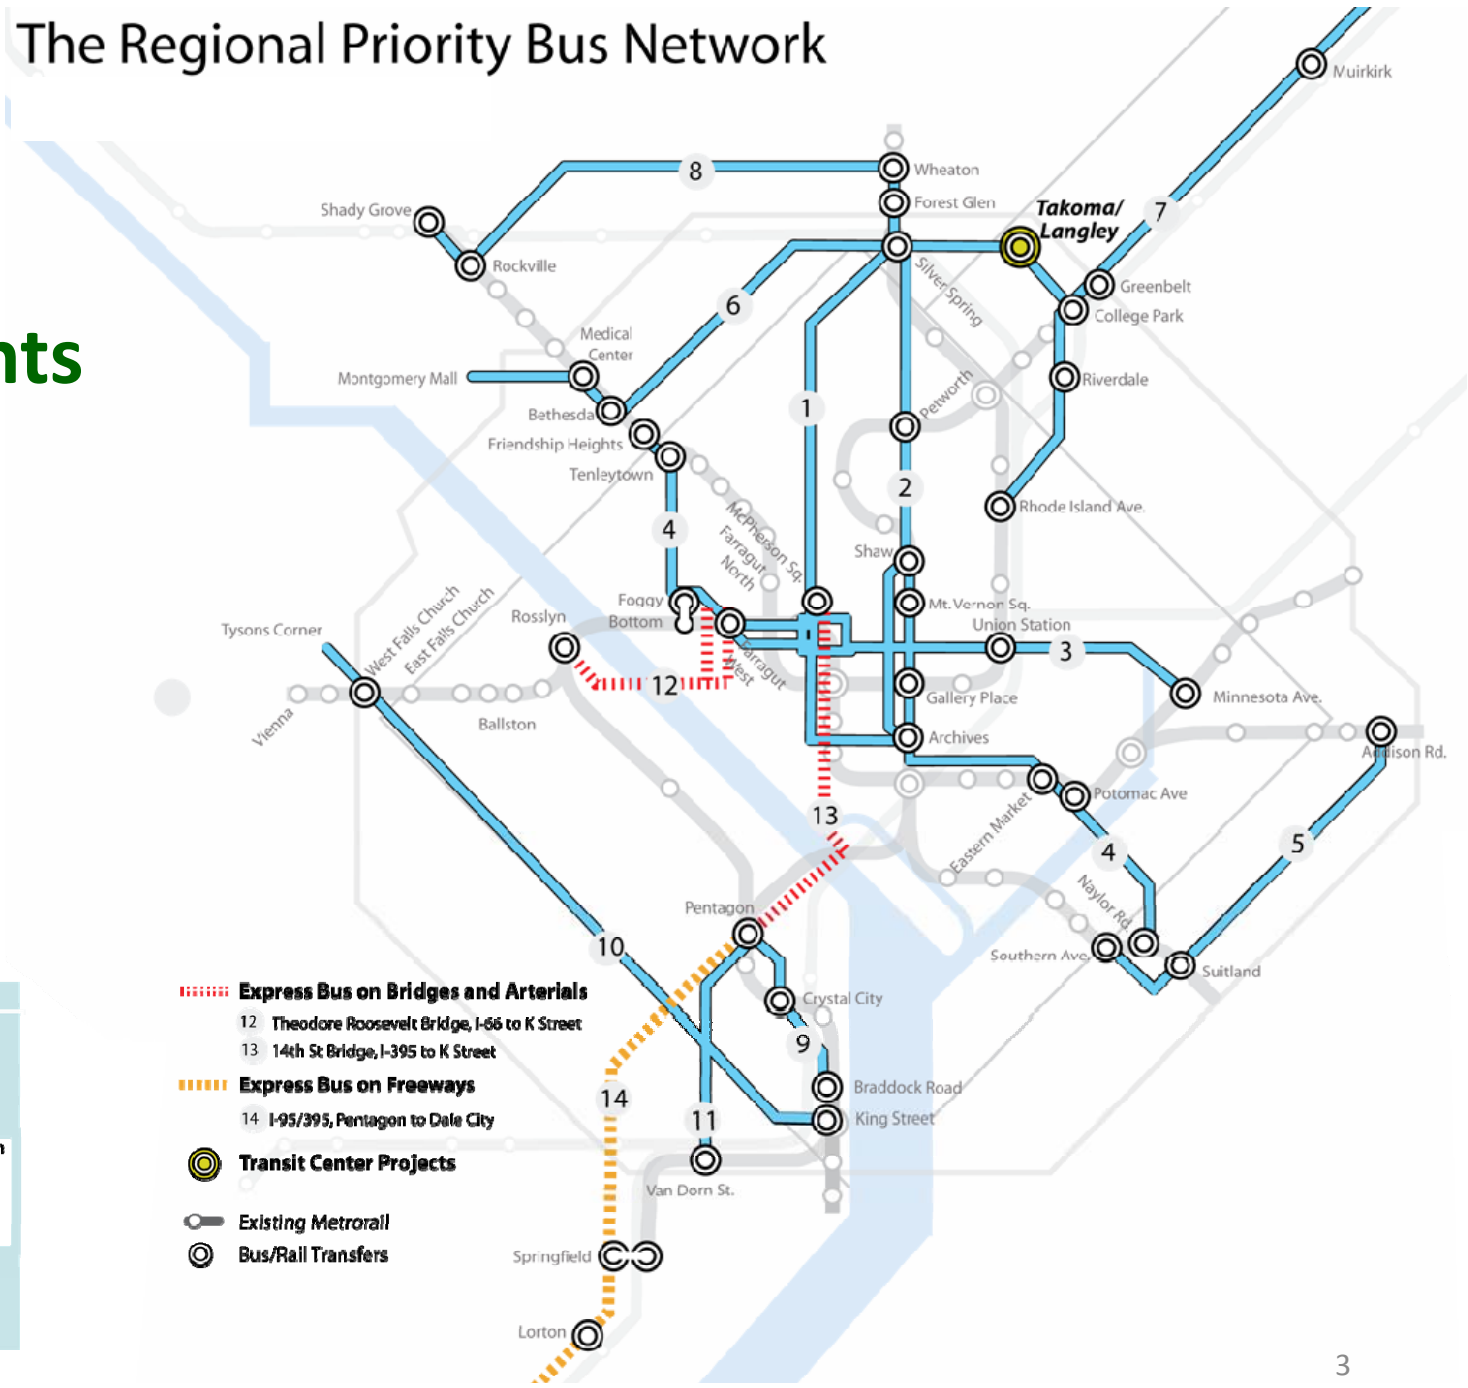 The Regional Priority Bus Network
nts
Muirkirk
8
Wheaton
Forest Glen
Shady Grove
Takoma/
Langley
7
Rockville
Silver Spring
Greenbelt
College Park
6
Medical
Center
Montgomery Mall
Bethesda
Friendship Heights
Tenleytown
Petworth
Riverdale
1
2
4
McPherson Sq.
Farragut
North
Rhode Island Ave.
Shaw
Foggy
Bottom
Mt. Vernon Sq.
Union Station
3
Rosslyn
Tysons Corner
West Falls Church
East Falls Church
Farragut
West
12
Minnesota Ave.
Gallery Place
Vienna
Ballston
Archives
Addison Rd.
Potomac Ave
Eastern Market
13
4
5
Naylor Rd.
Pentagon
10
Southern Ave.
Suitland
Crystal City
9
Braddock Road
King Street
14
11
Van Dorn St.
Express Bus on Bridges and Arterials
12 Theodore Roosevelt Bridge, I-66 to K Street
13 14th St Bridge, I-395 to K Street
Express Bus on Freeways
14 I-95/395, Pentagon to Dale City
Transit Center Projects
Existing Metrorail
Bus/Rail Transfers
Springfield
Lorton
3